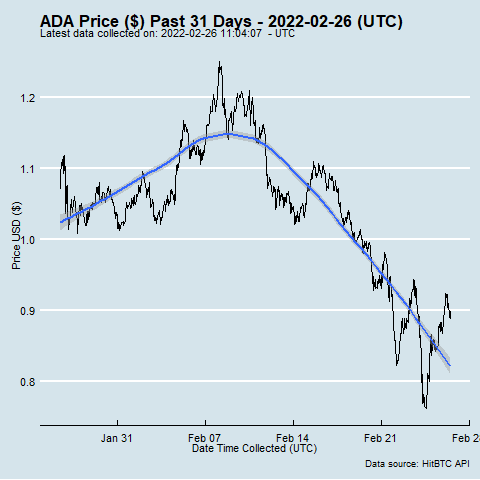 ADA Price ($) Past 31 Days - 2022-02-26 (UTC)
Latest data collected on: 2022-02-26 11:04:07 - UTC
1.2
1.1
1.0
0.9
0.8
Price USD ($)
Jan 31
Feb 07
Feb 14
Feb 21
Feb 28
Date Time Collected (UTC)
Data source: HitBTC API